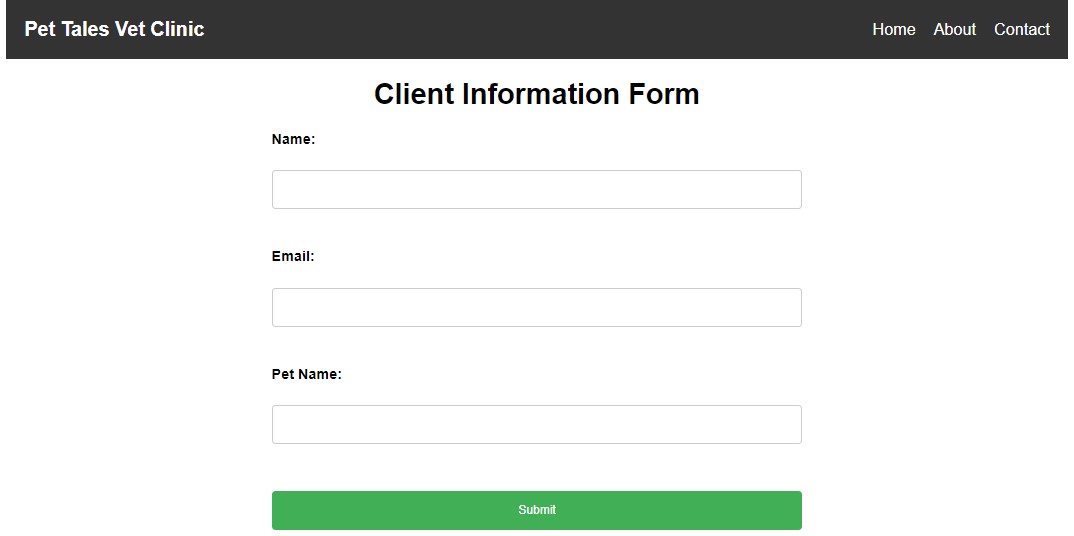 Pet Tales Vet Clinic Home About Contact
Client Information Form
Name:
Email:
Pet Name:
Submit